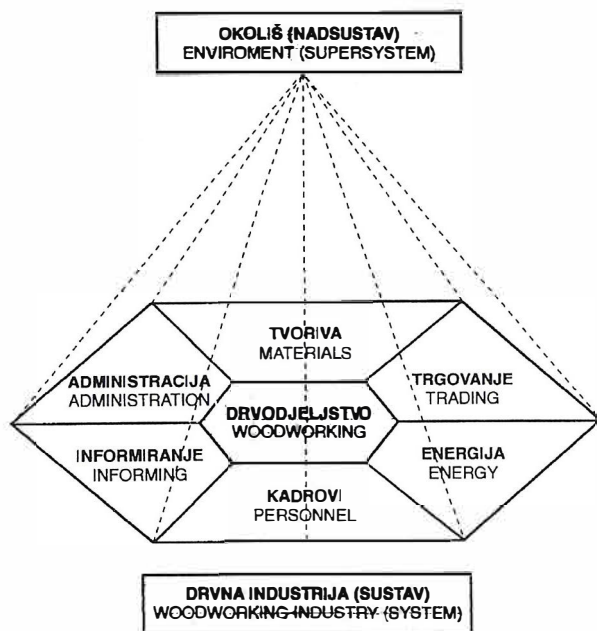 OKOLIŠ (NADSUSTAV)
ENVIROMENT (SUPERSYSTEM)
TVORIVA
MATERIALS
ADMINISTRACIJA
ADMINISTRATION
TRGOVANJE
TRADING
DRVODJELJSTVO
WOODWORKING
INFORMIRANJE
INFORMING
ENERGIJA
ENERGY
KADROVI
PERSONNEL
DRVNA INDUSTRIJA (SUSTAV)
WOODWORKING INDUSTRY (SYSTEM)